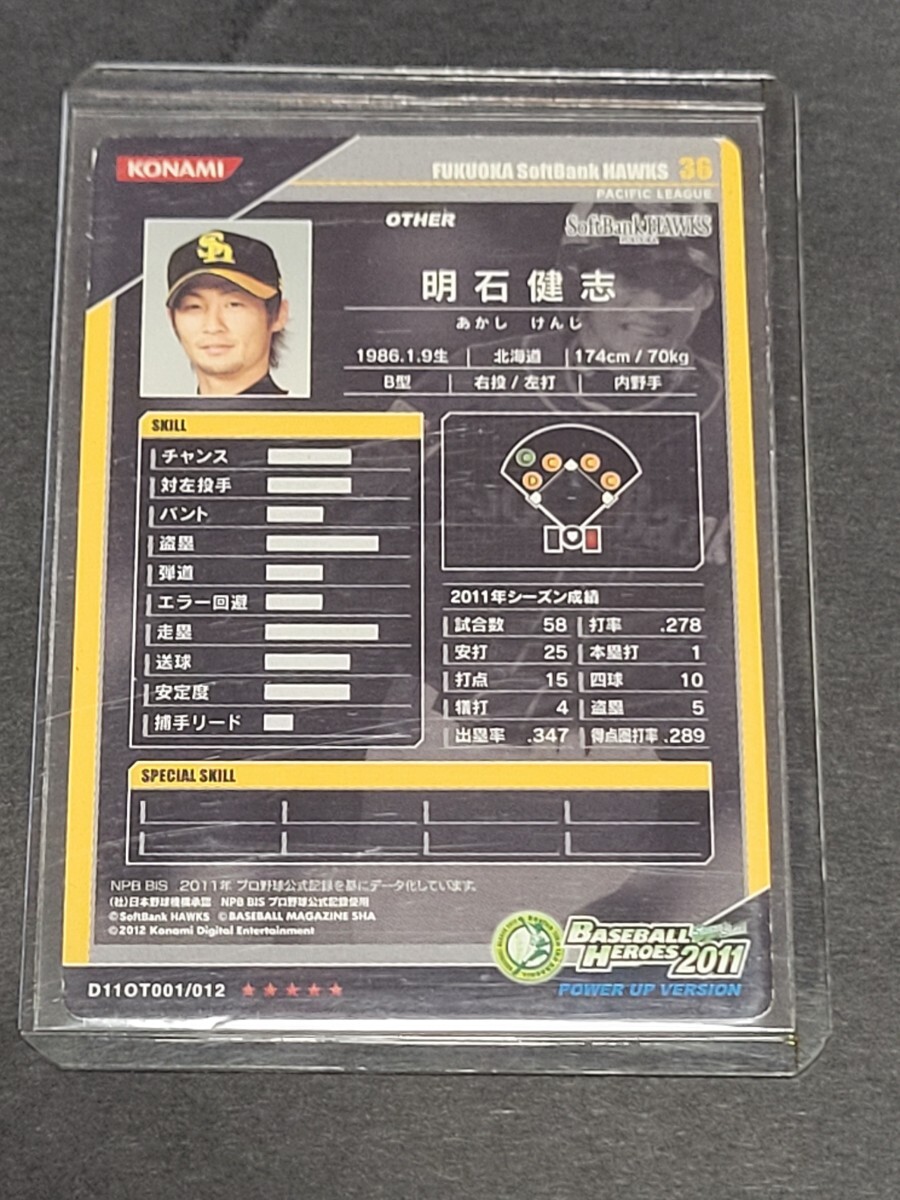 KONAMI
FUKUOKA SoftBank HAWKS 36
PACIFIC LEAGUE
OTHER
SoftBank HAWKS
明石健志
あかし けんじ
1986.1.9生 北海道 174cm / 70kg
B型 右投 / 左打 内野手
SKILL
チャンス
対左投手
バント
盗塁
弾道
エラー回避
走塁
送球
安定度
捕手リード
C C C
D C
2011年シーズン成績
試合数 58 打率 .278
安打 25 本塁打 1
打点 15 四球 10
犠打 4 盗塁 5
出塁率 .347 得点圏打率 .289
SPECIAL SKILL
NPB BIS 2011年 プロ野球公式記録を基にデータ化しています。
(社)日本野球機構承認 NPB BIS プロ野球公式記録使用
©SoftBank HAWKS ©BASEBALL MAGAZINE SHA
©2012 Konami Digital Entertainment
BASEBALL
HEROES 2011
POWER UP VERSION
D11OT001/012 ★★★★★